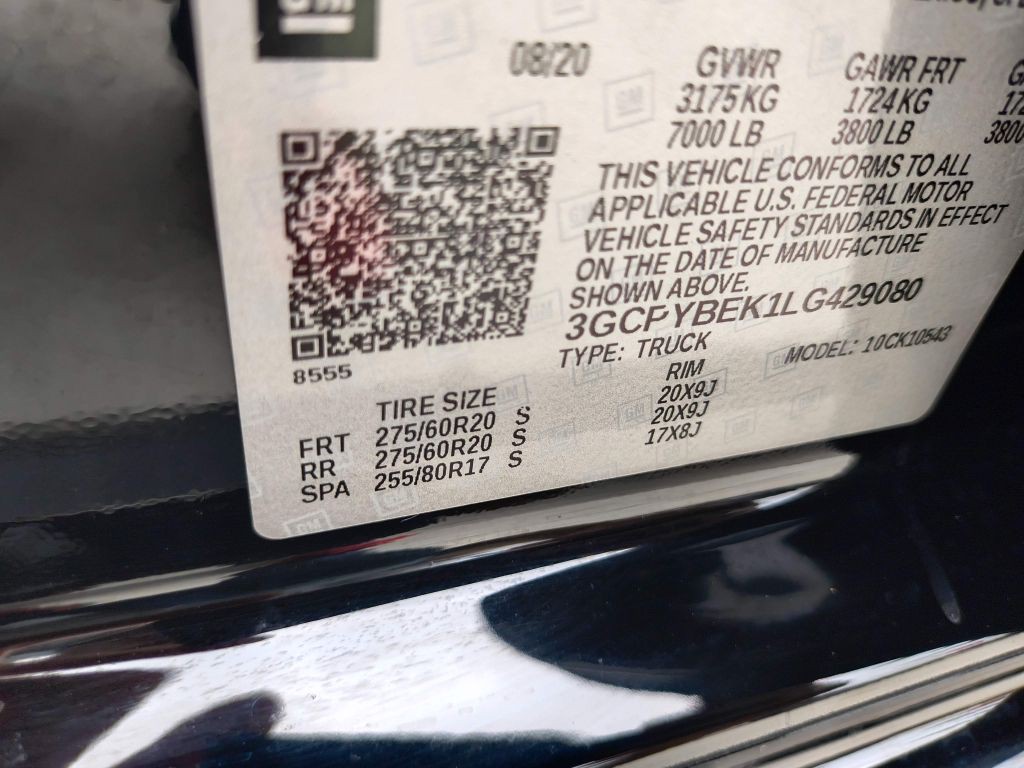 GM
08/20 GVWR GAWR FRT
3175KG 1724KG
7000 LB 3800 LB 3800
THIS VEHICLE CONFORMS TO ALL
APPLICABLE U.S. FEDERAL MOTOR
VEHICLE SAFETY STANDARDS IN EFFECT
ON THE DATE OF MANUFACTURE
SHOWN ABOVE.
3GCPYBEK1LG429080
TYPE: TRUCK MODEL: 10CK10543
8555
TIRE SIZE RIM
FRT 275/60R20 S 20X9J
RR 275/60R20 S 20X9J
SPA 255/80R17 S 17X8J